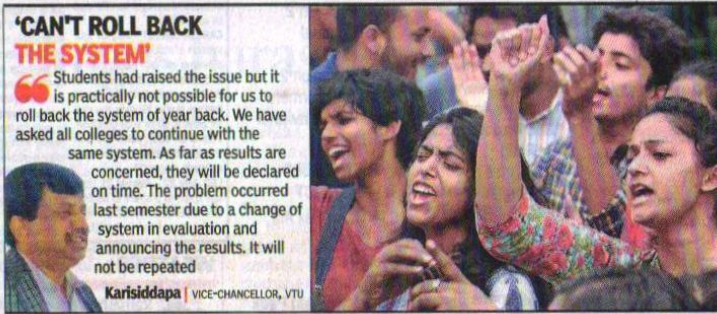 ‘CAN'T ROLL BACK
THE SYSTEM’
“ Students had raised the issue but it
is practically not possible for us to
roll back the system of year back. We have
asked all colleges to continue with the
same system. As far as results are
concerned, they will be declared
on time. The problem occurred
last semester due to a change of
system in evaluation and
announcing the results. It will
not be repeated
Karisiddapa | VICE-CHANCELLOR, VTU